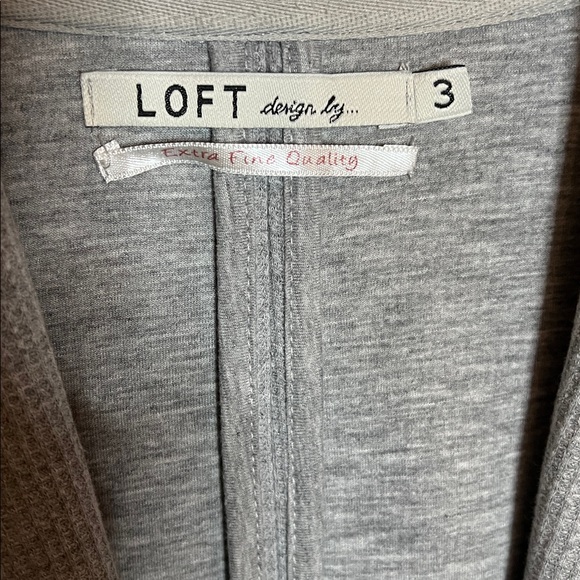 LOFT design by... 3
Extra Fine Quality